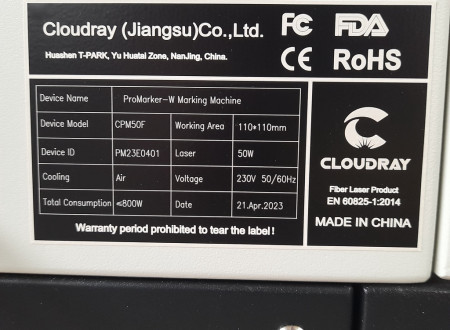 Cloudray (Jiangsu)Co.,Ltd.
Huashen T-PARK, Yu Huatai Zone, NanJing, China.
FC FDA
CE RoHS
Device Name ProMarker-W Marking Machine
Device Model CPM50F Working Area 110*110mm
Device ID PM23E0401 Laser 50W
Cooling Air Voltage 230V 50/60Hz
Total Consumption ≤800W Date 21.Apr.2023
Warranty period prohibited to tear the label !
CLOUDRAY
Fiber Laser Product
EN 60825-1:2014
MADE IN CHINA